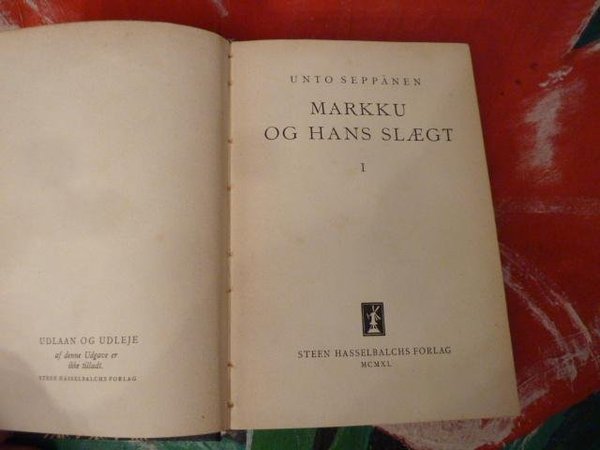 UDLAAN OG UDLEJE
af denne Udgave er
ikke tilladt.
STEEN HASSELBALCHS FORLAG
UNTO SEPPÄNEN
MARKKU
OG HANS SLÆGT
I
STEEN HASSELBALCHS FORLAG
MCMXL